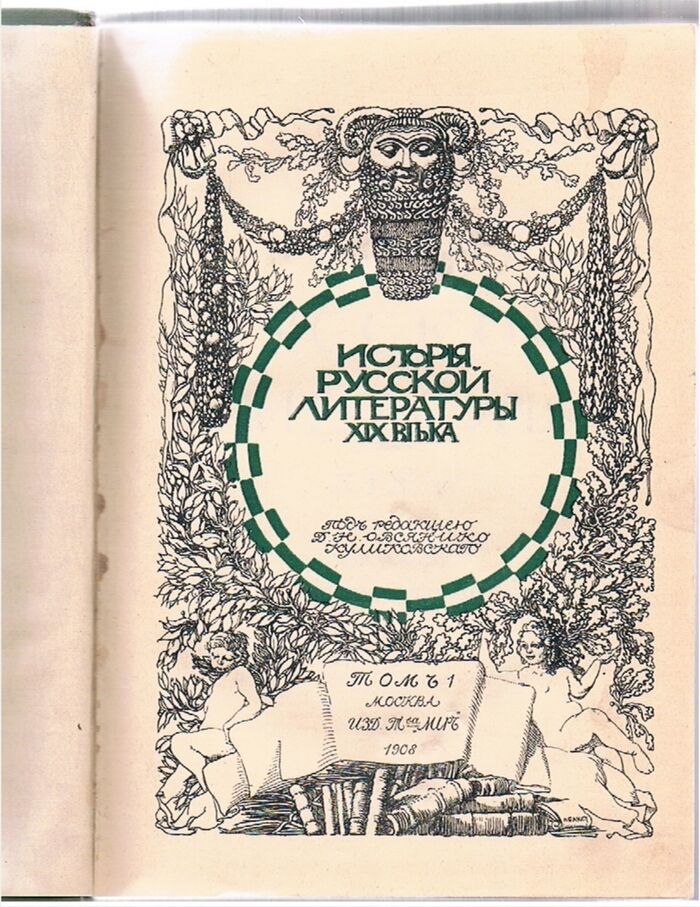 ИСТОРІЯ
РУССКОЙ
ЛИТЕРАТУРЫ
XIX ВѢКА
Подъ редакціею
Д. Н. ОВСЯНИКО
КУЛИКОВСКАГО
ТОМЪ 1
МОСКВА
ИЗД. Т-ва МІРЪ
1908